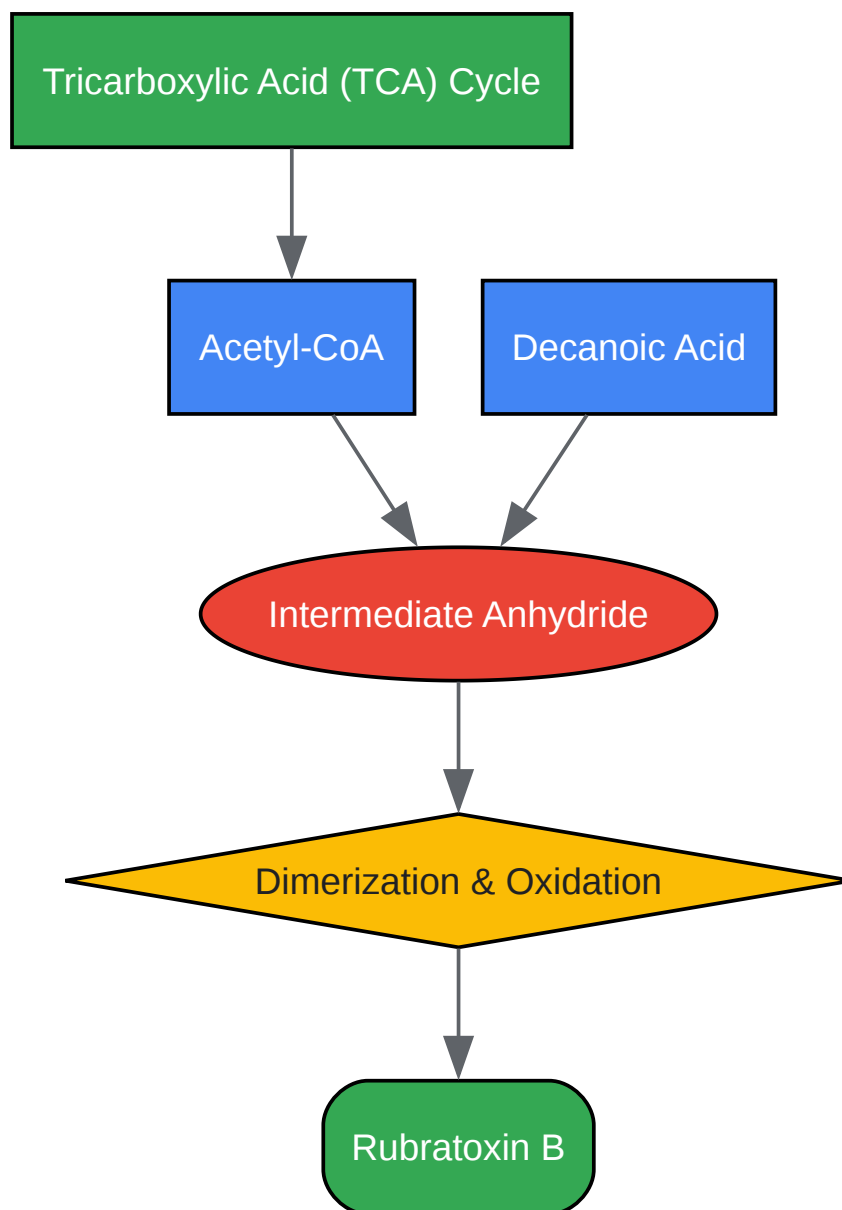 Tricarboxylic Acid (TCA) Cycle
Acetyl-CoA
Decanoic Acid
Intermediate Anhydride
Dimerization & Oxidation
Rubratoxin B